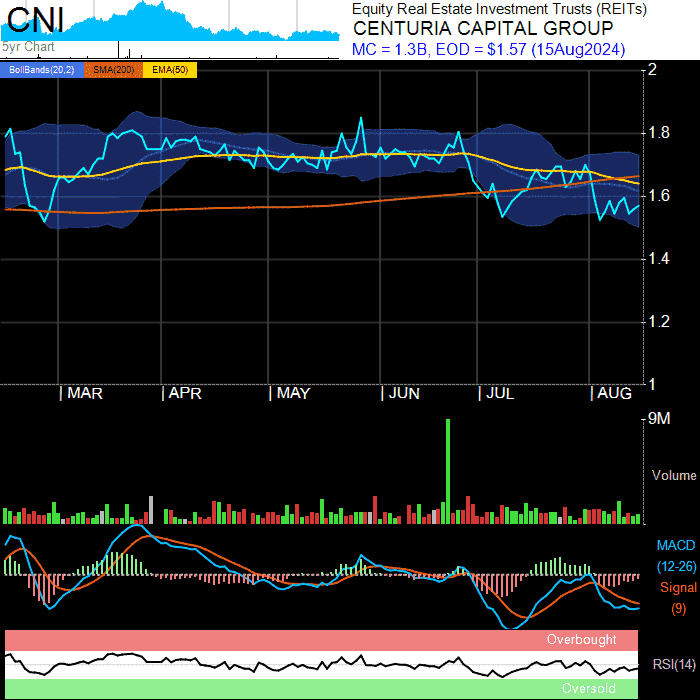 CNI
Equity Real Estate Investment Trusts (REITs)
CENTURIA CAPITAL GROUP
5yr Chart
MC = 1.3B, EOD = $1.57 (15Aug2024)
BollBands(20,2) SMA(200) EMA(50)
2
1.8
1.6
1.4
1.2
1
MAR APR MAY JUN JUL AUG
9M
Volume
MACD
(12-26)
Signal
(9)
Overbought
RSI(14)
Oversold